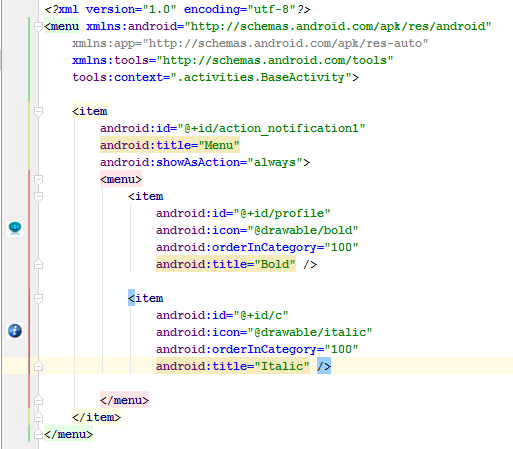 <?xml version="1.0" encoding="utf-8"?>
<menu xmlns:android="http://schemas.android.com/apk/res/android"
xmlns:app="http://schemas.android.com/apk/res-auto"
xmlns:tools="http://schemas.android.com/tools"
tools:context=".activities.BaseActivity">
<item
android:id="@+id/action_notification1"
android:title="Menu"
android:showAsAction="always">
<menu>
<item
android:id="@+id/profile"
android:icon="@drawable/bold"
android:orderInCategory="100"
android:title="Bold" />
<item
android:id="@+id/c"
android:icon="@drawable/italic"
android:orderInCategory="100"
android:title="Italic" />
</menu>
</item>
</menu>